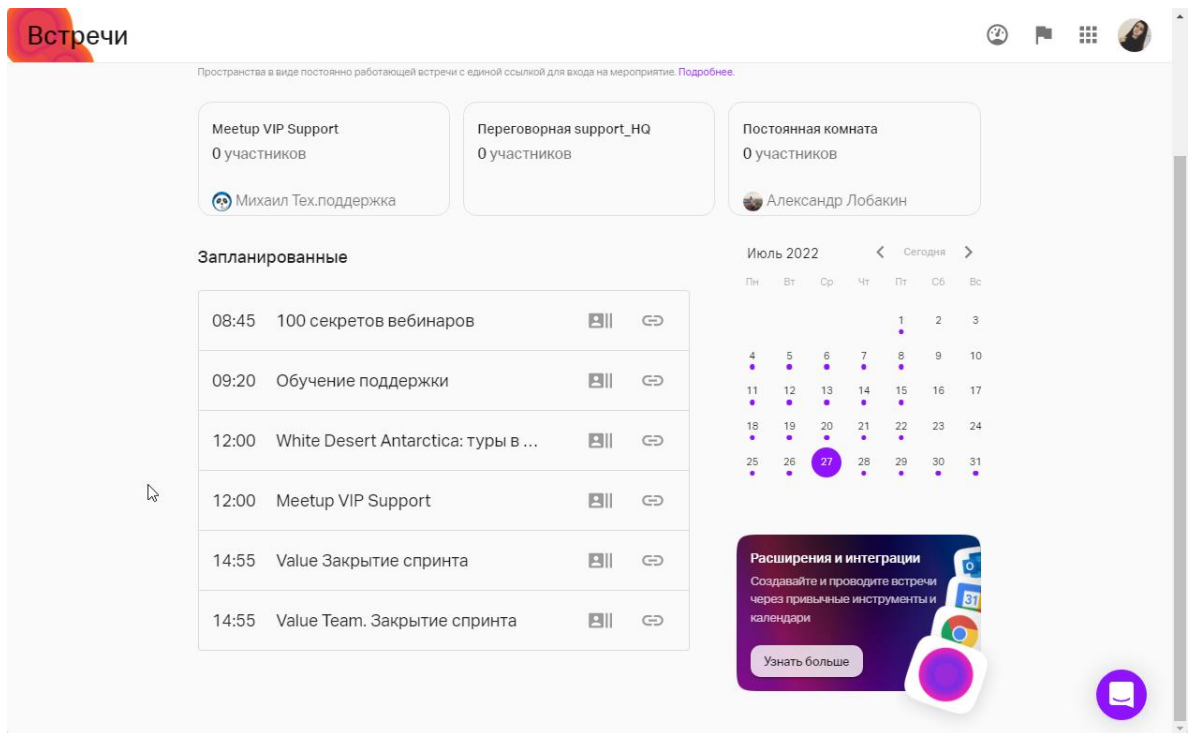 Встречи
Пространства в виде постоянно работающей встречи с единой ссылкой для входа на мероприятие. Подробнее.
Meetup VIP Support
0 участников
Михаил Тех.поддержка
Переговорная support_HQ
0 участников
Постоянная комната
0 участников
Александр Лобакин
Запланированные
08:45 100 секретов вебинаров
09:20 Обучение поддержки
12:00 White Desert Antarctica: туры в ...
12:00 Meetup VIP Support
14:55 Value Закрытие спринта
14:55 Value Team. Закрытие спринта
Июль 2022 Сегодня
Пн Вт Ср Чт Пт Сб Вс
1 2 3
4 5 6 7 8 9 10
11 12 13 14 15 16 17
18 19 20 21 22 23 24
25 26 27 28 29 30 31
Расширения и интеграции
Создавайте и проводите встречи
через привычные инструменты и
календари
Узнать больше
31